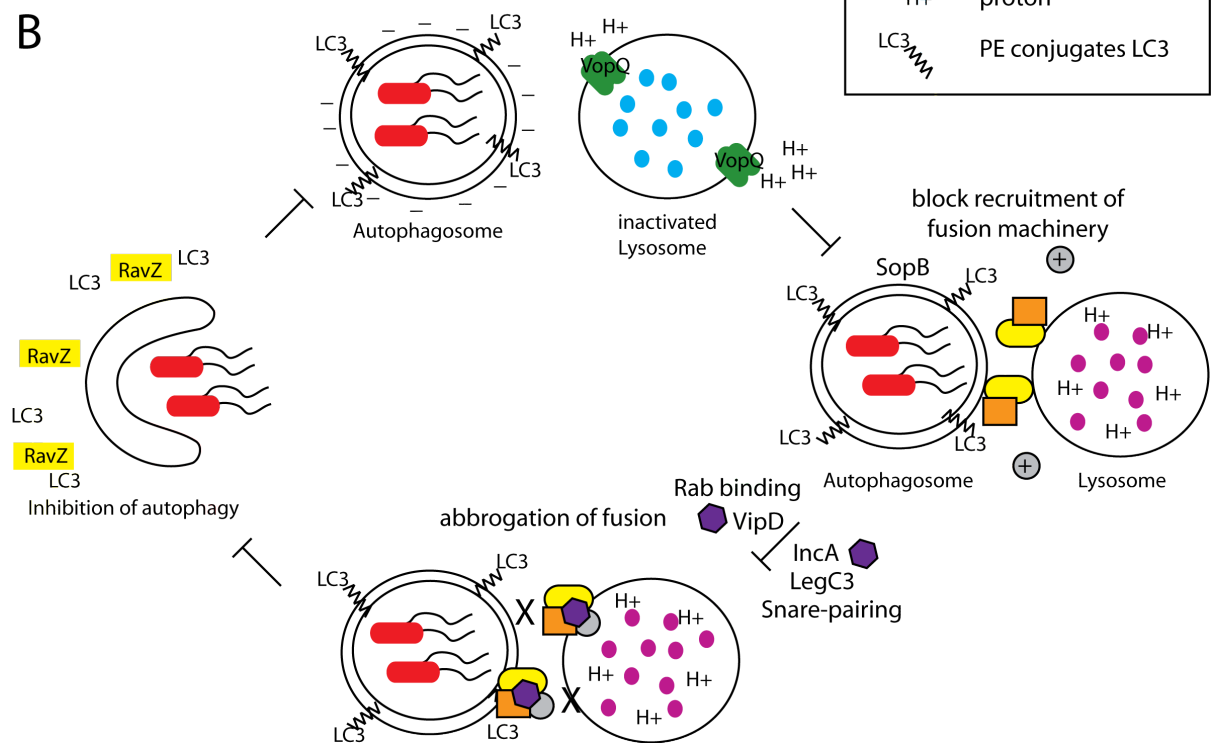 B
H+
proton
LC3
PE conjugates LC3
LC3
LC3
LC3
LC3
Autophagosome
H+
H+
VopQ
VopQ
H+
H+
H+
inactivated
Lysosome
block recruitment of
fusion machinery
+
SopB
LC3
LC3
LC3
LC3
Autophagosome
+
H+
H+
H+
H+
H+
Lysosome
RavZ
LC3
LC3
RavZ
LC3
RavZ
LC3
Inhibition of autophagy
Rab binding
VipD
IncA
LegC3
Snare-pairing
abbrogation of fusion
LC3
LC3
LC3
LC3
X
X
H+
H+
H+
H+
H+